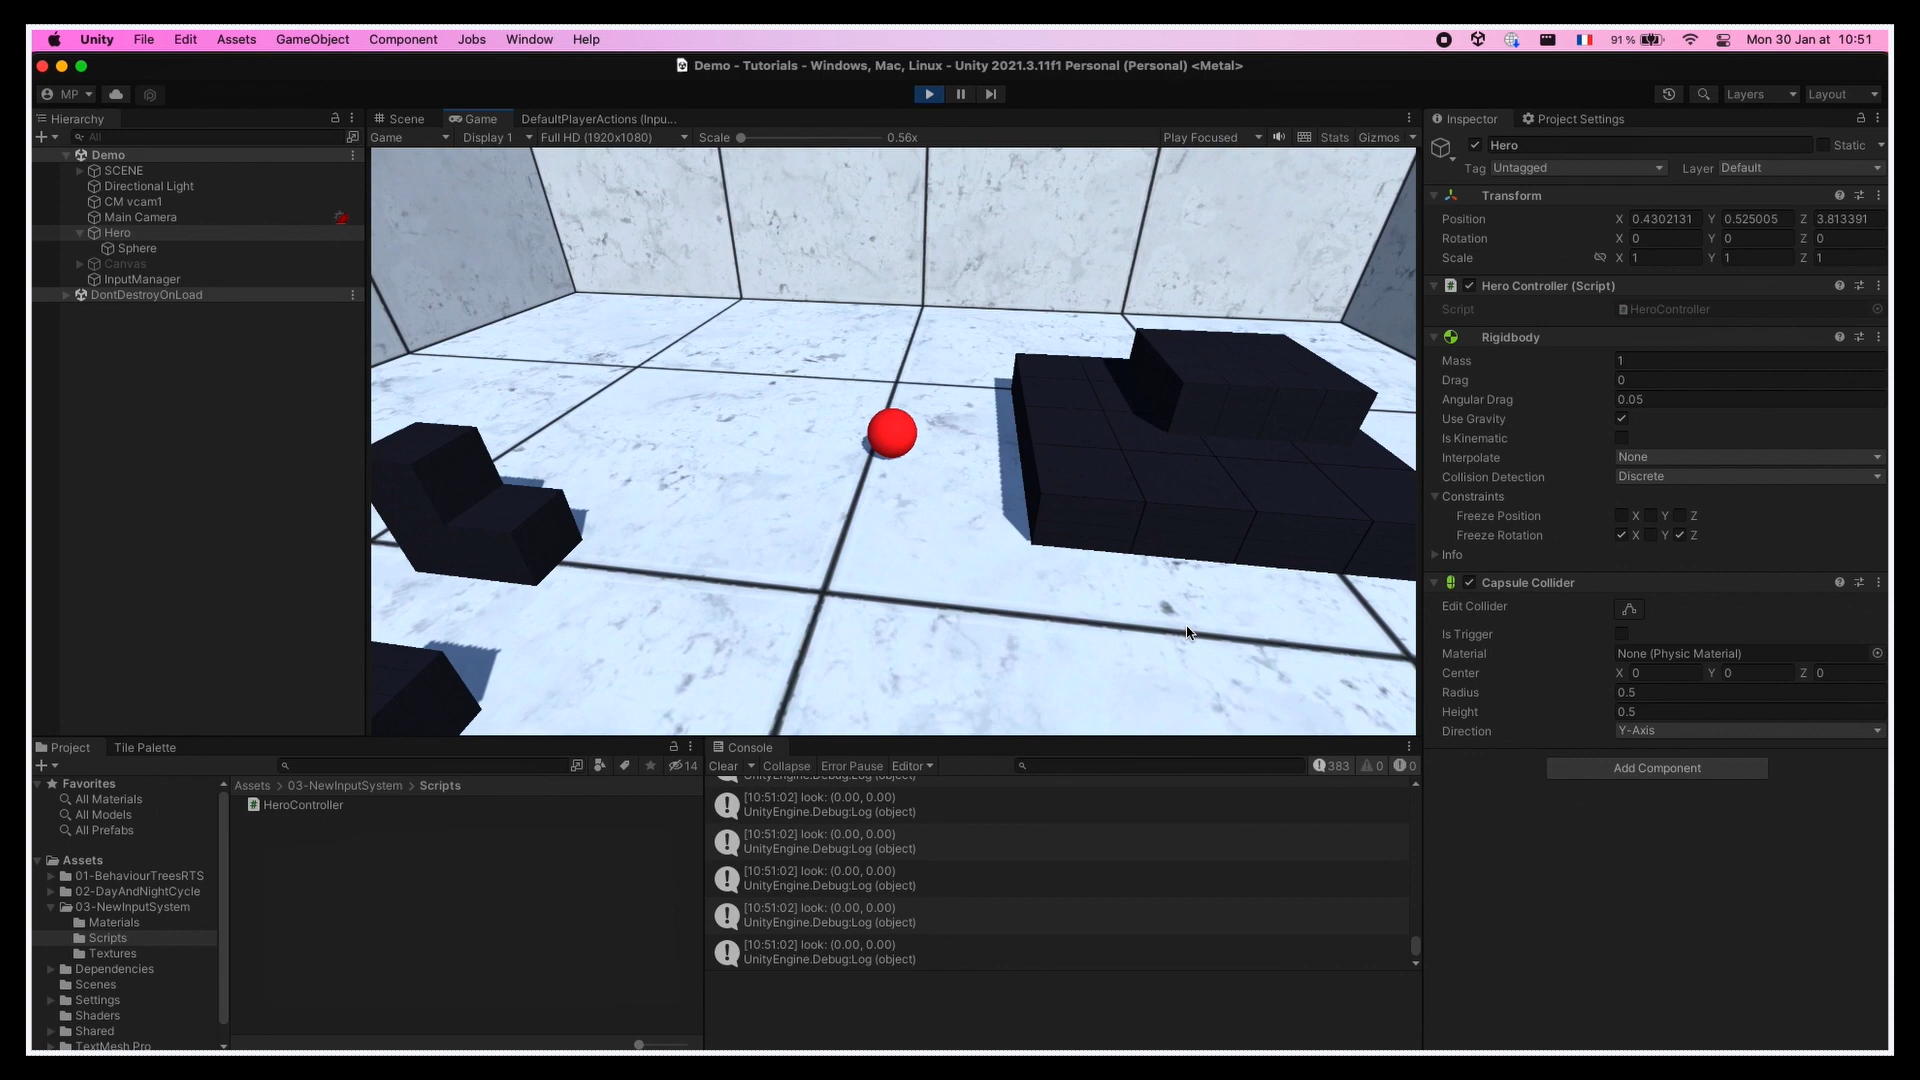 Unity File Edit Assets GameObject Component Jobs Window Help 91 % Mon 30 Jan at 10:51
Demo - Tutorials - Windows, Mac, Linux - Unity 2021.3.11f1 Personal (Personal) <Metal>
MP Layers Layout
Hierarchy
All
Demo
SCENE
Directional Light
CM vcam1
Main Camera
Hero
Sphere
Canvas
InputManager
DontDestroyOnLoad
Scene Game DefaultPlayerActions (Inpu...
Game Display 1 Full HD (1920x1080) Scale 0.56x Play Focused Stats Gizmos
Inspector Project Settings
Hero Static
Tag Untagged Layer Default
Transform
Position X 0.4302131 Y 0.525005 Z 3.813391
Rotation X 0 Y 0 Z 0
Scale X 1 Y 1 Z 1
Hero Controller (Script)
Script HeroController
Rigidbody
Mass 1
Drag 0
Angular Drag 0.05
Use Gravity
Is Kinematic
Interpolate None
Collision Detection Discrete
Constraints
Freeze Position X Y Z
Freeze Rotation X Y Z
Info
Capsule Collider
Edit Collider
Is Trigger
Material None (Physic Material)
Center X 0 Y 0 Z 0
Radius 0.5
Height 0.5
Direction Y-Axis
Add Component
Project Tile Palette
14
Favorites
All Materials
All Models
All Prefabs
Assets
01-BehaviourTreesRTS
02-DayAndNightCycle
03-NewInputSystem
Materials
Scripts
Textures
Dependencies
Scenes
Settings
Shaders
Shared
TextMesh Pro
Assets > 03-NewInputSystem > Scripts
HeroController
Console
Clear Collapse Error Pause Editor 383 0 0
UnityEngine.Debug:Log (object)
[10:51:02] look: (0.00, 0.00)
UnityEngine.Debug:Log (object)
[10:51:02] look: (0.00, 0.00)
UnityEngine.Debug:Log (object)
[10:51:02] look: (0.00, 0.00)
UnityEngine.Debug:Log (object)
[10:51:02] look: (0.00, 0.00)
UnityEngine.Debug:Log (object)
[10:51:02] look: (0.00, 0.00)
UnityEngine.Debug:Log (object)